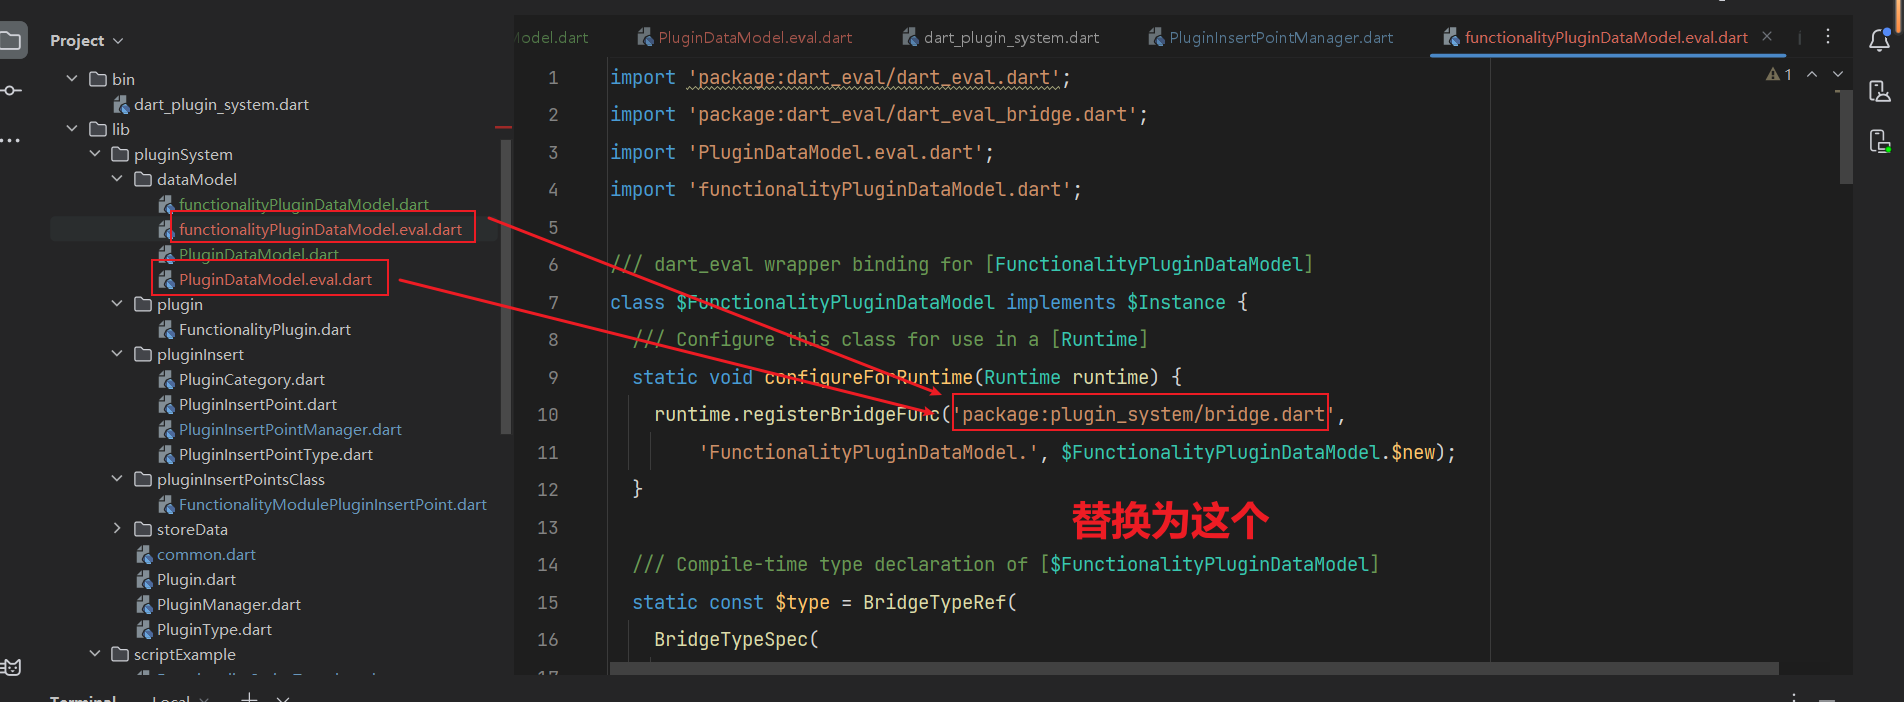 Project
bin
dart_plugin_system.dart
lib
pluginSystem
dataModel
functionalityPluginDataModel.dart
functionalityPluginDataModel.eval.dart
PluginDataModel.dart
PluginDataModel.eval.dart
plugin
FunctionalityPlugin.dart
pluginInsert
PluginCategory.dart
PluginInsertPoint.dart
PluginInsertPointManager.dart
PluginInsertPointType.dart
pluginInsertPointsClass
FunctionalityModulePluginInsertPoint.dart
storeData
common.dart
Plugin.dart
PluginManager.dart
PluginType.dart
scriptExample
Model.dart PluginDataModel.eval.dart dart_plugin_system.dart PluginInsertPointManager.dart functionalityPluginDataModel.eval.dart
1
1 import 'package:dart_eval/dart_eval.dart';
2 import 'package:dart_eval/dart_eval_bridge.dart';
3 import 'PluginDataModel.eval.dart';
4 import 'functionalityPluginDataModel.dart';
5
6 /// dart_eval wrapper binding for [FunctionalityPluginDataModel]
7 class $FunctionalityPluginDataModel implements $Instance {
8 /// Configure this class for use in a [Runtime]
9 static void configureForRuntime(Runtime runtime) {
10 runtime.registerBridgeFunc('package:plugin_system/bridge.dart',
11 'FunctionalityPluginDataModel.', $FunctionalityPluginDataModel.$new);
12 }
替换为这个
13
14 /// Compile-time type declaration of [$FunctionalityPluginDataModel]
15 static const $type = BridgeTypeRef(
16 BridgeTypeSpec(
17
Terminal Local